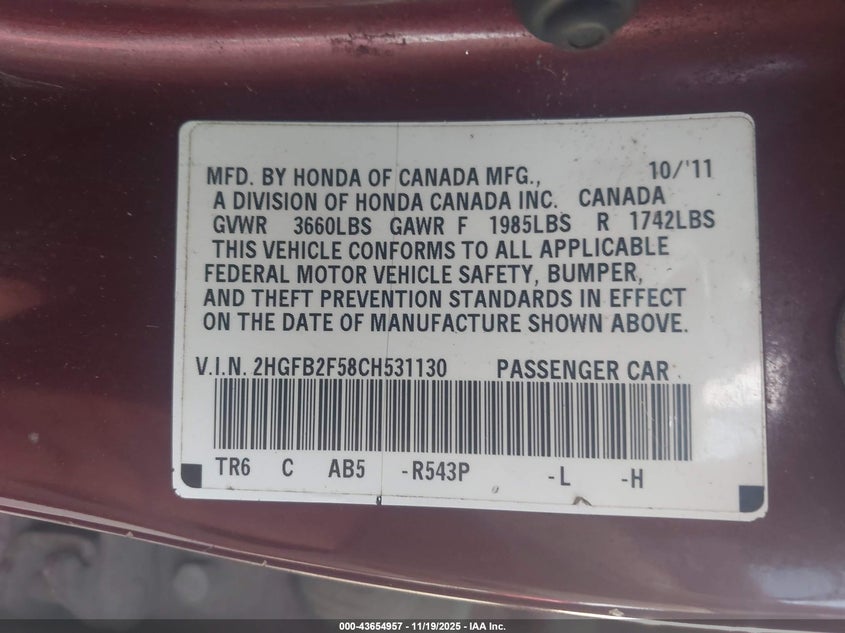 MFD. BY HONDA OF CANADA MFG., 10/'11
A DIVISION OF HONDA CANADA INC. CANADA
GVWR 3660LBS GAWR F 1985LBS R 1742LBS
THIS VEHICLE CONFORMS TO ALL APPLICABLE
FEDERAL MOTOR VEHICLE SAFETY, BUMPER,
AND THEFT PREVENTION STANDARDS IN EFFECT
ON THE DATE OF MANUFACTURE SHOWN ABOVE.
V.I.N. 2HGFB2F58CH531130 PASSENGER CAR
TR6 C AB5 -R543P -L -H
000-43654957 - 11/19/2025 - IAA Inc.